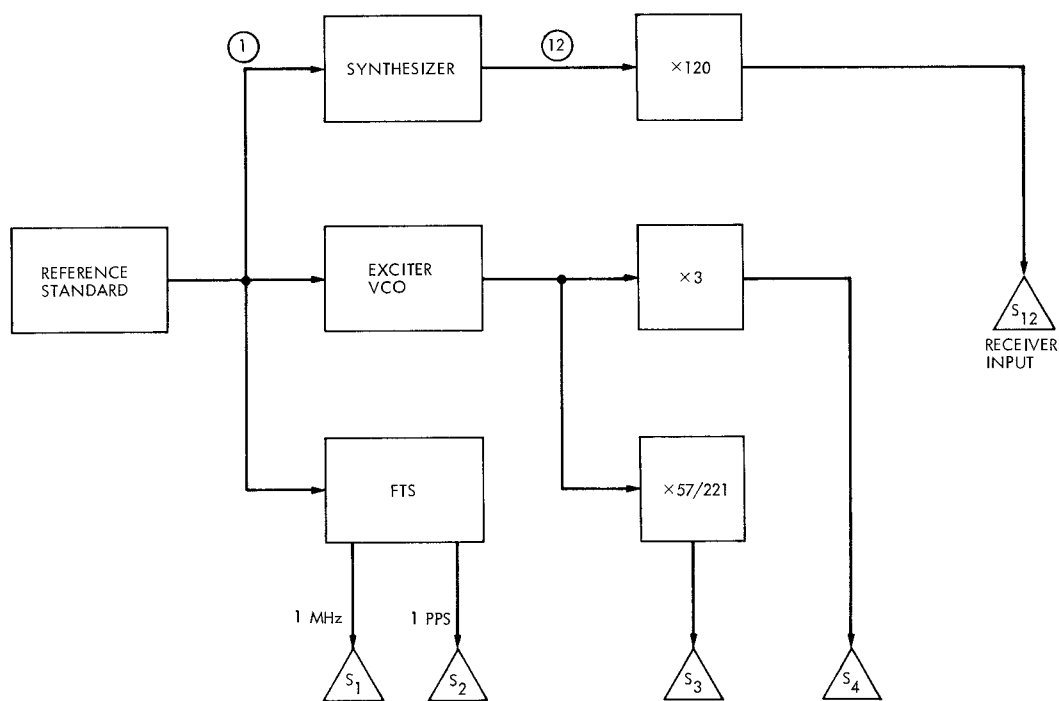 1
12
SYNTHESIZER
×120
REFERENCE
STANDARD
EXCITER
VCO
×3
S12
RECEIVER
INPUT
FTS
×57/221
1 MHz
1 PPS
S1
S2
S3
S4